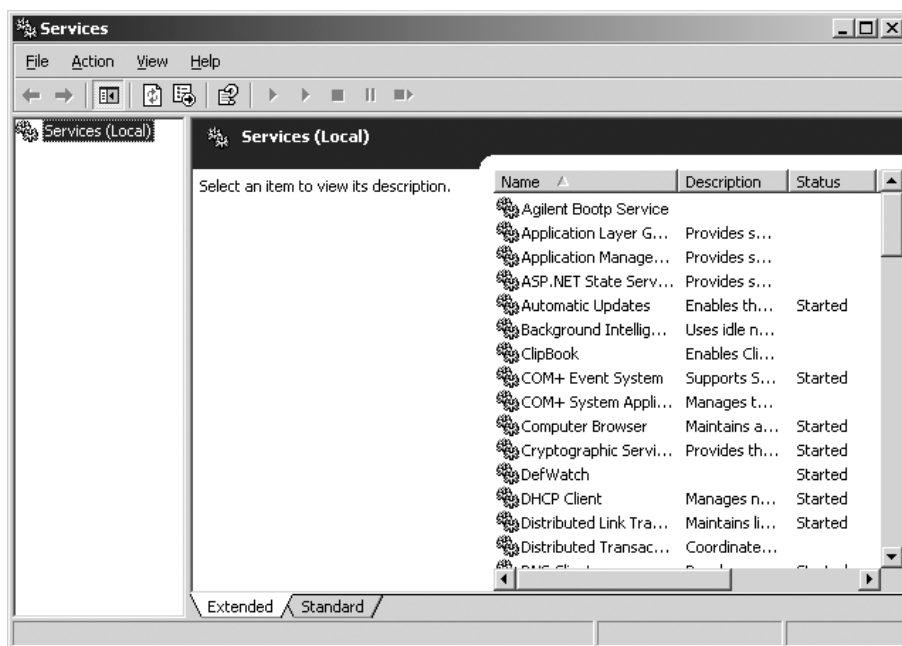 Services
File Action View Help
Services (Local)
Services (Local)
Select an item to view its description.
Name Description Status
Agilent Bootp Service
Application Layer G... Provides s...
Application Manage... Provides s...
ASP.NET State Serv... Provides s...
Automatic Updates Enables th... Started
Background Intellig... Uses idle n...
ClipBook Enables Cli...
COM+ Event System Supports S... Started
COM+ System Appli... Manages t...
Computer Browser Maintains a... Started
Cryptographic Servi... Provides th... Started
DefWatch Started
DHCP Client Manages n... Started
Distributed Link Tra... Maintains li... Started
Distributed Transac... Coordinate...
Extended Standard